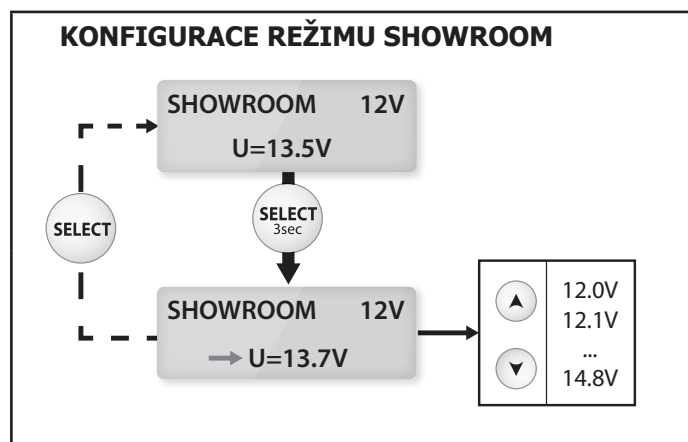 KONFIGURACE REŽIMU SHOWROOM
SHOWROOM 12V
U=13.5V
SELECT
3sec
SELECT
SHOWROOM 12V
U=13.7V
12.0V
12.1V
...
14.8V